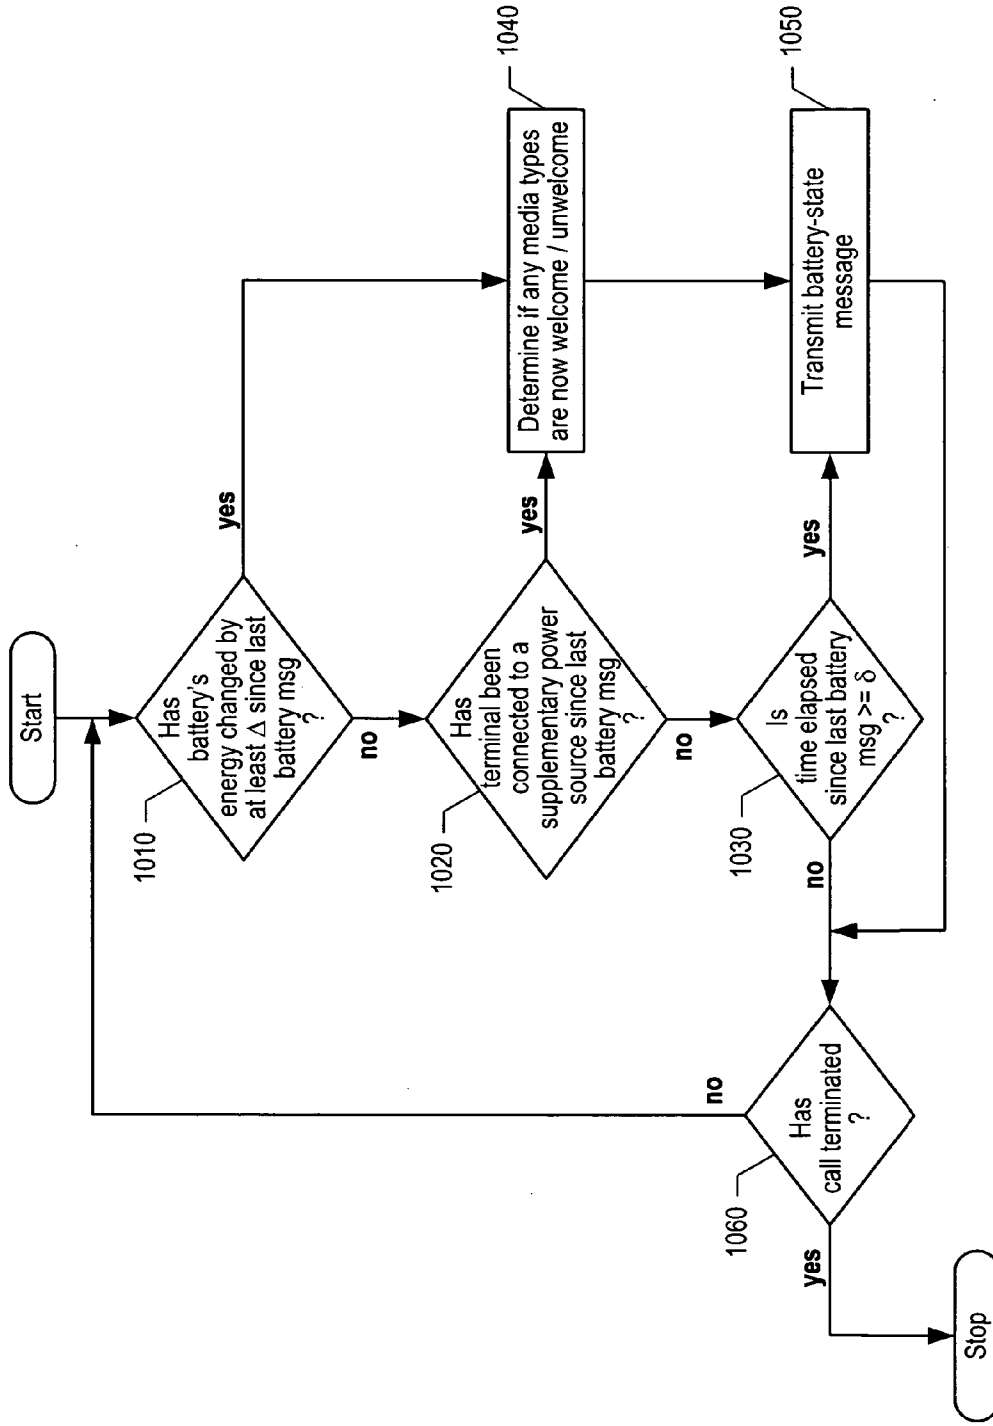 Start
1010
Has
battery's
energy changed by
at least Δ since last
battery msg
?
yes
no
1020
Has
terminal been
connected to a
supplementary power
source since last
battery msg
?
yes
no
1040
Determine if any media types
are now welcome / unwelcome
1030
Is
time elapsed
since last battery
msg >= δ
?
yes
no
1050
Transmit battery-state
message
1060
Has
call terminated
?
no
yes
Stop